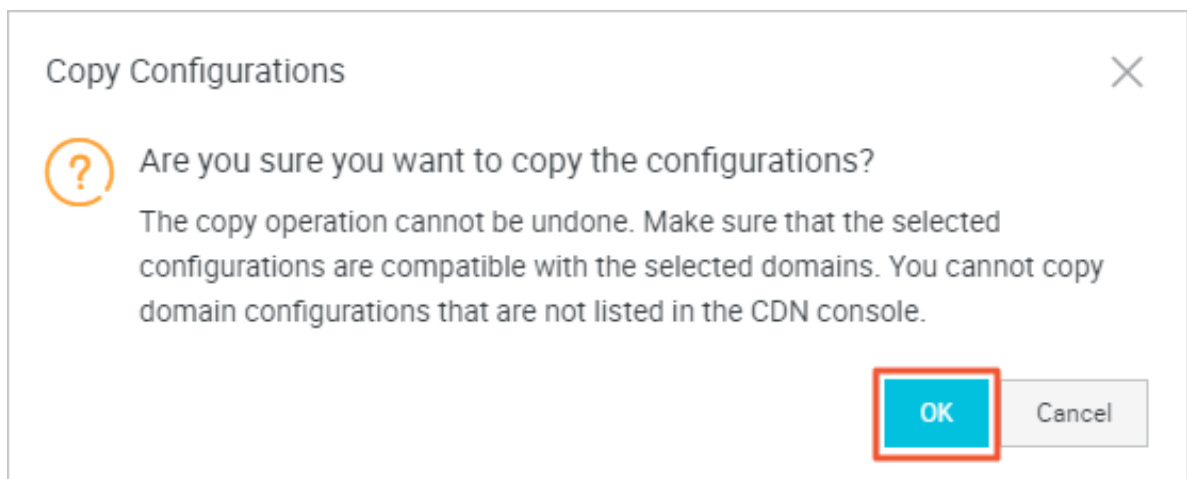 Copy Configurations
Are you sure you want to copy the configurations?
The copy operation cannot be undone. Make sure that the selected
configurations are compatible with the selected domains. You cannot copy
domain configurations that are not listed in the CDN console.
OK
Cancel